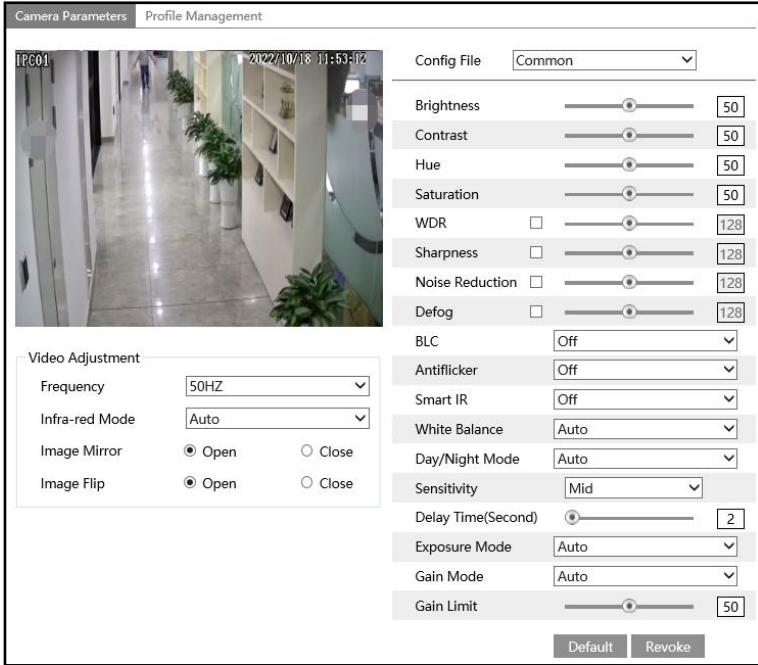 Camera Parameters Profile Management
IPC01 2022/10/18 11:53:12
Video Adjustment
Frequency 50HZ
Infra-red Mode Auto
Image Mirror Open Close
Image Flip Open Close
Config File Common
Brightness 50
Contrast 50
Hue 50
Saturation 50
WDR 128
Sharpness 128
Noise Reduction 128
Defog 128
BLC Off
Antiflicker Off
Smart IR Off
White Balance Auto
Day/Night Mode Auto
Sensitivity Mid
Delay Time(Second) 2
Exposure Mode Auto
Gain Mode Auto
Gain Limit 50
Default Revoke